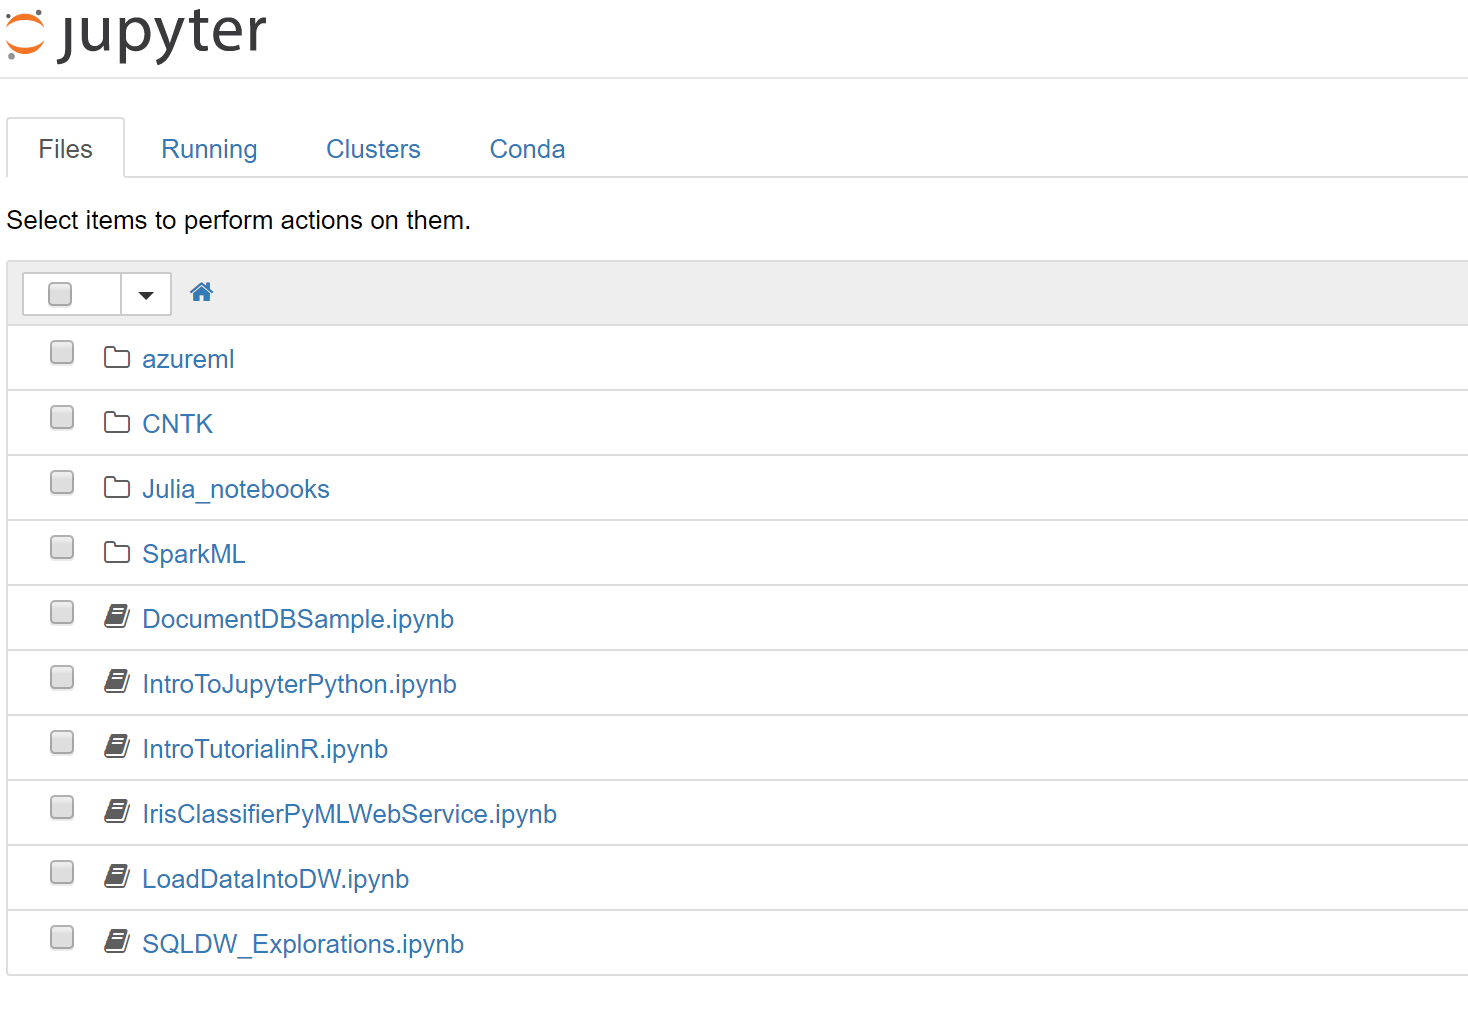 jupyter
Files Running Clusters Conda
Select items to perform actions on them.
azureml
CNTK
Julia_notebooks
SparkML
DocumentDBSample.ipynb
IntroToJupyterPython.ipynb
IntroTutorialinR.ipynb
IrisClassifierPyMLWebService.ipynb
LoadDataIntoDW.ipynb
SQLDW_Explorations.ipynb